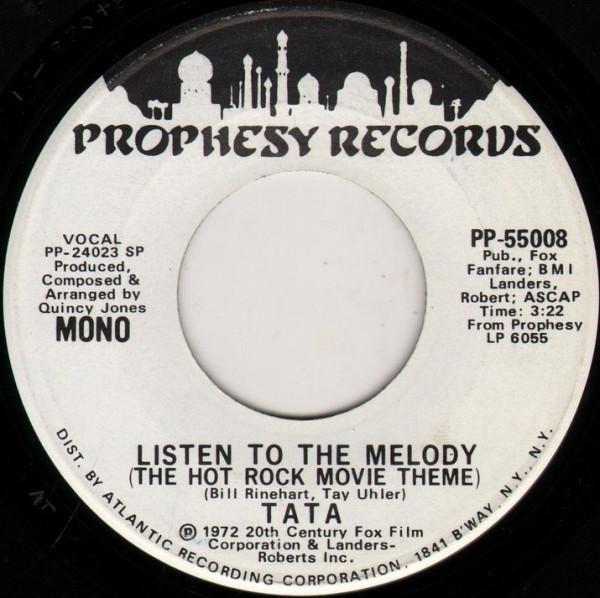 PROPHESY RECORDS
VOCAL
PP-24023 SP
Produced,
Composed &
Arranged by
Quincy Jones
MONO
PP-55008
Pub., Fox
Fanfare; BMI
Landers,
Robert; ASCAP
Time: 3:22
From Prophesy
LP 6055
LISTEN TO THE MELODY
(THE HOT ROCK MOVIE THEME)
(Bill Rinehart, Tay Uhler)
TATA
Ⓟ 1972 20th Century Fox Film
Corporation & Landers-
Roberts Inc.
DIST. BY ATLANTIC RECORDING CORPORATION, 1841 B'WAY, N.Y., N.Y.